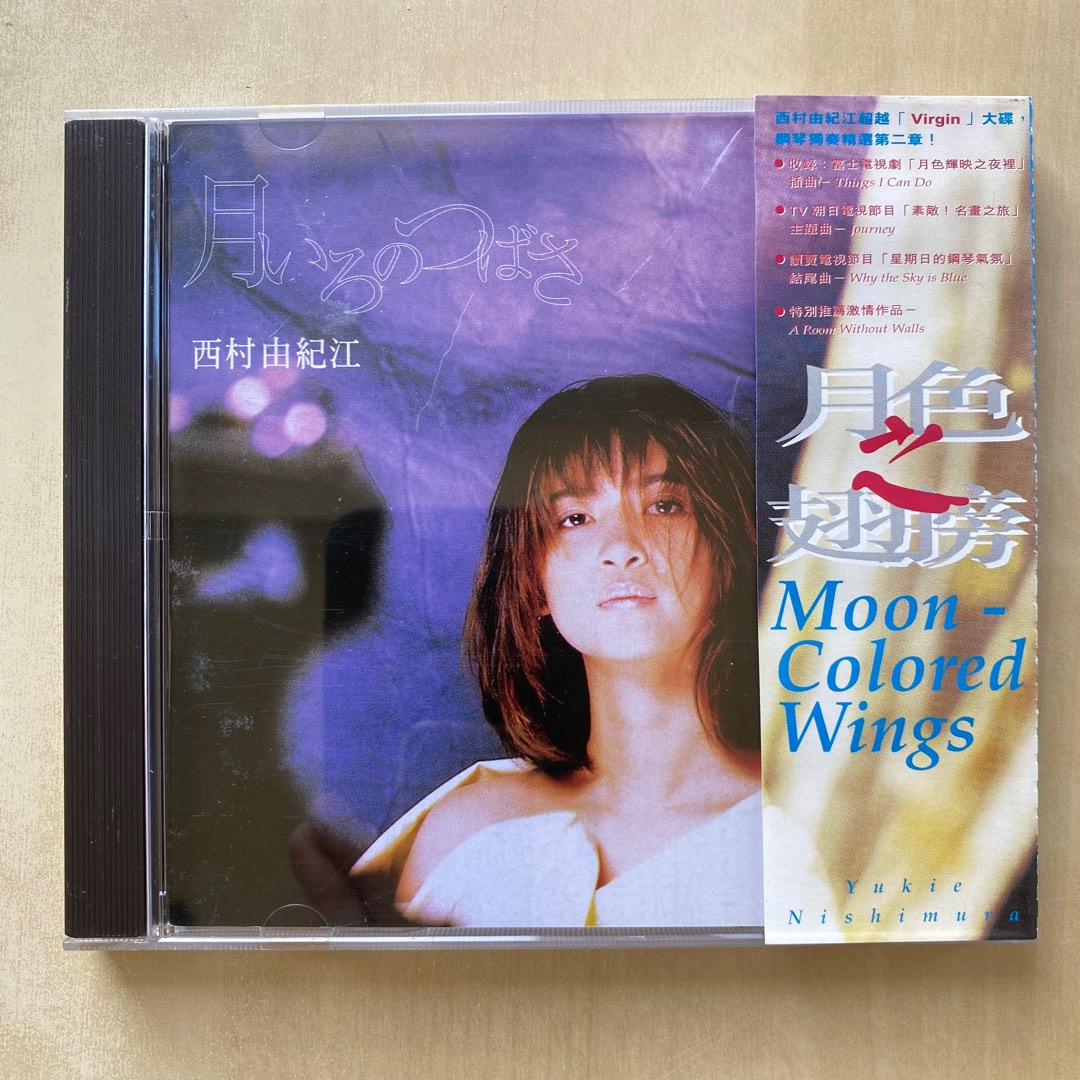 月いろのつばさ
西村由紀江
西村由紀江超越「Virgin」大碟，
鋼琴獨奏精選第二章！
● 收錄：富士電視劇「月色輝映之夜裡」
插曲－Things I Can Do
● TV 朝日電視節目「素敵！名畫之旅」
主題曲－Journey
● 讀賣電視節目「星期日的鋼琴氣氛」
結尾曲－Why the Sky is Blue
● 特別推薦激情作品－
A Room Without Walls
月色
之
翅膀
Moon-
Colored
Wings
Yukie
Nishimura